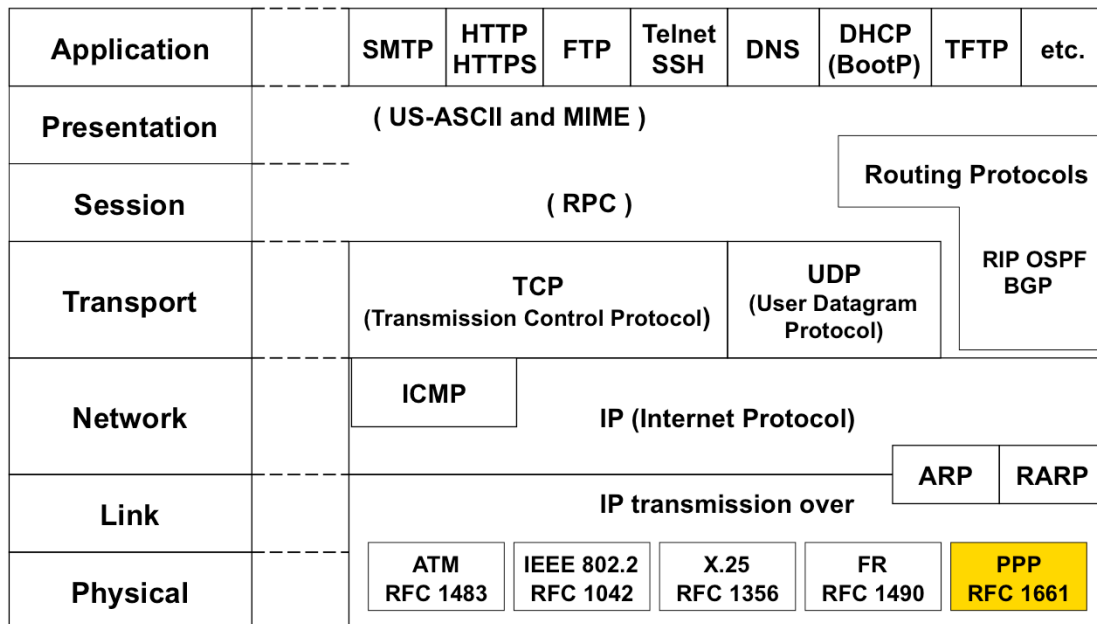 Application
SMTP
HTTP
HTTPS
FTP
Telnet
SSH
DNS
DHCP
(BootP)
TFTP
etc.
Presentation
( US-ASCII and MIME )
Session
( RPC )
Routing Protocols
RIP OSPF
BGP
Transport
TCP
(Transmission Control Protocol)
UDP
(User Datagram
Protocol)
Network
ICMP
IP (Internet Protocol)
ARP
RARP
Link
IP transmission over
Physical
ATM
RFC 1483
IEEE 802.2
RFC 1042
X.25
RFC 1356
FR
RFC 1490
PPP
RFC 1661